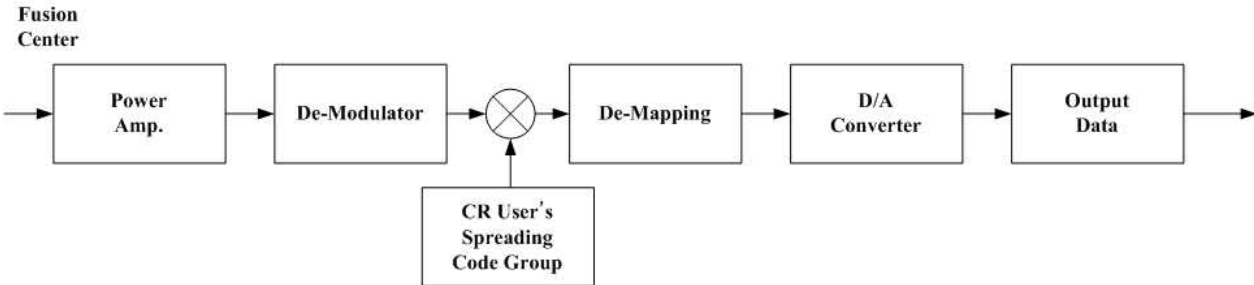 Fusion
Center
Power
Amp.
De-Modulator
De-Mapping
D/A
Converter
Output
Data
CR User's
Spreading
Code Group